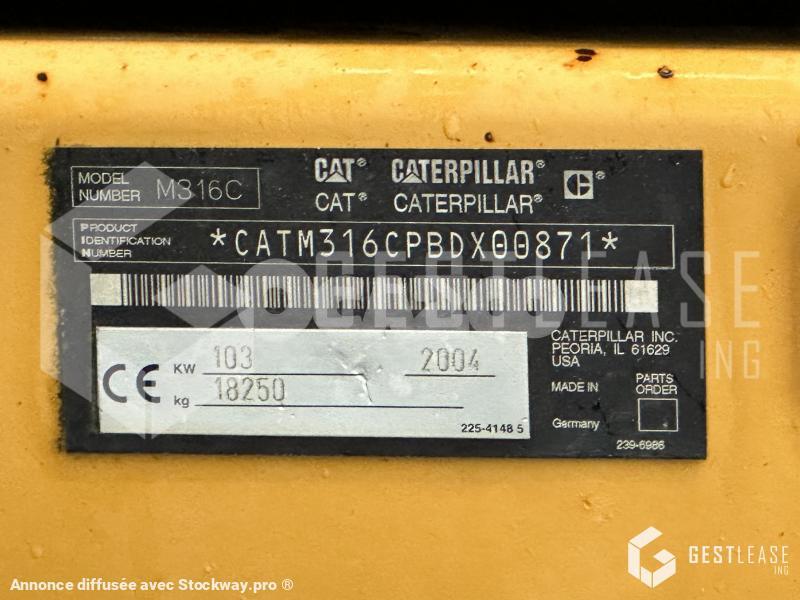 MODEL NUMBER M316C
CAT® CATERPILLAR®
CAT® CATERPILLAR®
PRODUCT IDENTIFICATION NUMBER *CATM316CPBDX00871*
CE
KW 103 2004
kg 18250
225-4148 5
CATERPILLAR INC.
PEORIA, IL 61629
USA
MADE IN Germany
PARTS ORDER
239-6986
GESTLEASE
ING
GESTLEASE
ING
Annonce diffusée avec Stockway.pro ®